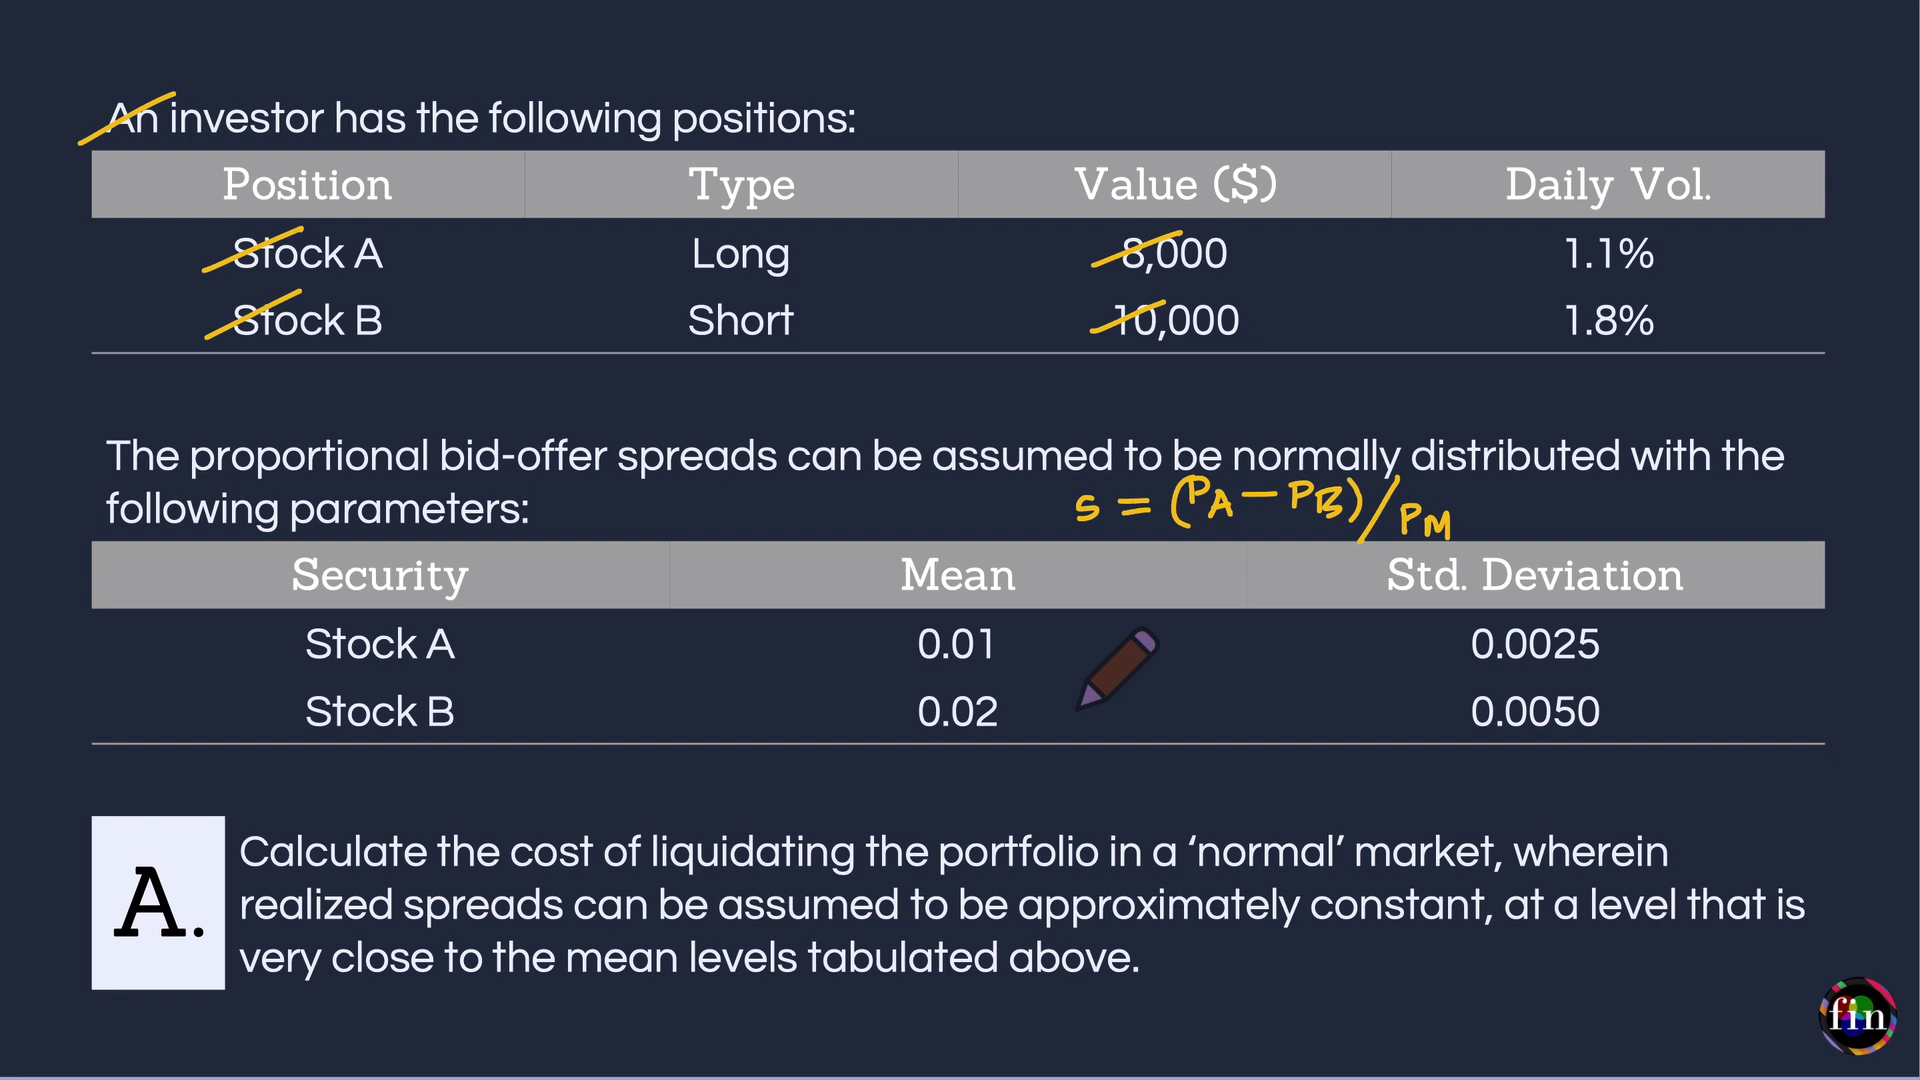 An investor has the following positions:
Position Type Value ($) Daily Vol.
Stock A Long 8,000 1.1%
Stock B Short 10,000 1.8%
The proportional bid-offer spreads can be assumed to be normally distributed with the
following parameters:
s = (PA - PB)/PM
Security Mean Std. Deviation
Stock A 0.01 0.0025
Stock B 0.02 0.0050
A.
Calculate the cost of liquidating the portfolio in a ‘normal’ market, wherein
realized spreads can be assumed to be approximately constant, at a level that is
very close to the mean levels tabulated above.
fin